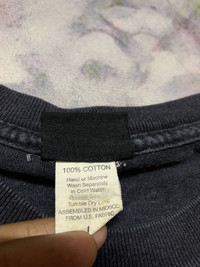 100% COTTON
Hand or Machine
Wash Separately
in Cold Water
Tumble Dry Low
ASSEMBLED IN MEXICO
FROM U.S. FABRIC